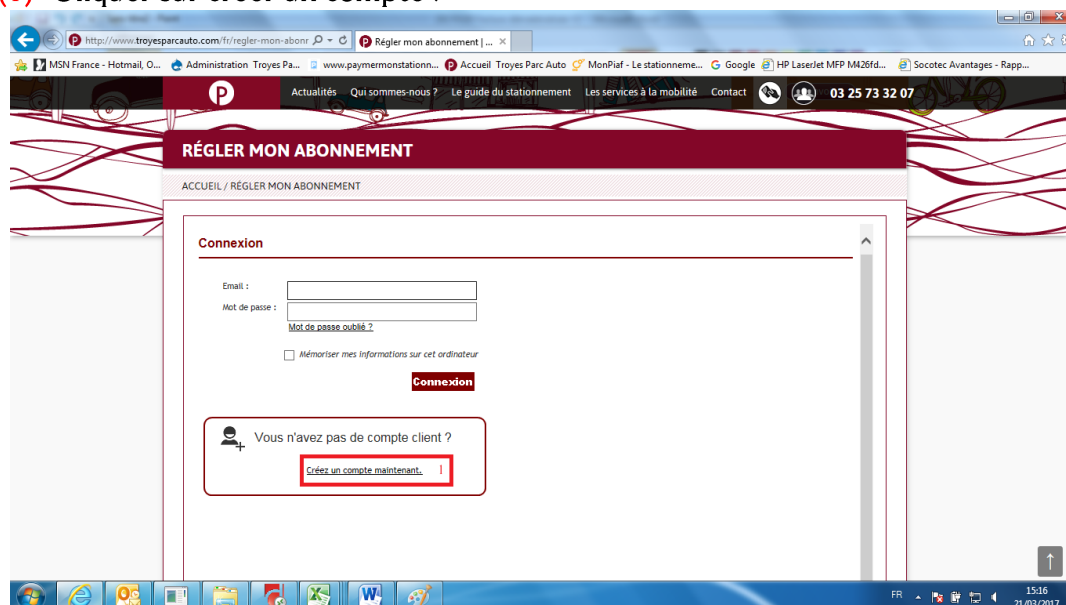 Cliquer sur créer un compte :
http://www.troyesparcauto.com/fr/regler-mon-abonr
Régler mon abonnement | ...
MSN France - Hotmail, O...
Administration Troyes Pa...
www.paymermonstationn...
Accueil Troyes Parc Auto
MonPiaf - Le stationneme...
Google
HP LaserJet MFP M426fd...
Socotec Avantages - Rapp...
P
Actualités
Qui sommes-nous ?
Le guide du stationnement
Les services à la mobilité
Contact
03 25 73 32 07
RÉGLER MON ABONNEMENT
ACCUEIL / RÉGLER MON ABONNEMENT
Connexion
Email :
Mot de passe :
Mot de passe oublié ?
Mémoriser mes informations sur cet ordinateur
Connexion
Vous n'avez pas de compte client ?
Créez un compte maintenant.
FR
15:16
21/03/2017